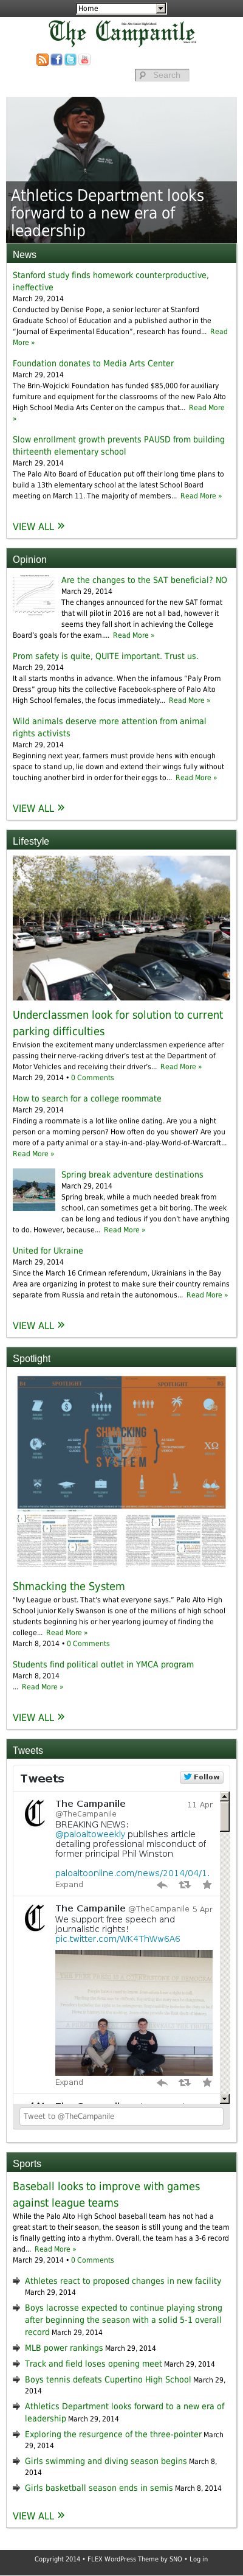 Home
The Campanile
Search
Athletics Department looks
forward to a new era of
leadership
News
Stanford study finds homework counterproductive,
ineffective
March 29, 2014
Conducted by Denise Pope, a senior lecturer at Stanford
Graduate School of Education and a published author in the
"Journal of Experimental Education", research has found... Read
More »
Foundation donates to Media Arts Center
March 29, 2014
The Brin-Wojcicki Foundation has funded $85,000 for auxiliary
furniture and equipment for the classrooms of the new Palo Alto
High School Media Arts Center on the campus that... Read More
»
Slow enrollment growth prevents PAUSD from building
thirteenth elementary school
March 29, 2014
The Palo Alto Board of Education put off their long time plans to
build a 13th elementary school at the latest School Board
meeting on March 11. The majority of members... Read More »
VIEW ALL »
Opinion
Are the changes to the SAT beneficial? NO
March 29, 2014
The changes announced for the new SAT format
that will pilot in 2016 are not all bad, however it
seems they fall short in achieving the College
Board's goals for the exam.... Read More »
Prom safety is quite, QUITE important. Trust us.
March 29, 2014
It all starts months in advance. When the infamous "Paly Prom
Dress" group hits the collective Facebook-sphere of Palo Alto
High School females, the focus immediately... Read More »
Wild animals deserve more attention from animal
rights activists
March 29, 2014
Beginning next year, farmers must provide hens with enough
space to stand up, lie down and extend their wings fully without
touching another bird in order for their eggs to... Read More »
VIEW ALL »
Lifestyle
Underclassmen look for solution to current
parking difficulties
Envision the excitement many underclassmen experience after
passing their nerve-racking driver's test at the Department of
Motor Vehicles and receiving their driver's... Read More »
March 29, 2014 • 0 Comments
How to search for a college roommate
March 29, 2014
Finding a roommate is a lot like online dating. Are you a night
person or a morning person? How often do you shower? Are you
more of a party animal or a stay-in-and-play-World-of-Warcraft...
Read More »
Spring break adventure destinations
March 29, 2014
Spring break, while a much needed break from
school, can sometimes get a bit boring. The week
can be long and tedious if you don't have anything
to do. However, because... Read More »
United for Ukraine
March 29, 2014
Since the March 16 Crimean referendum, Ukrainians in the Bay
Area are organizing in protest to make sure their country remains
separate from Russia and retain the autonomous... Read More »
VIEW ALL »
Spotlight
SPOTLIGHT SPOTLIGHT
SHMACKING THE
SYSTEM
Shmacking the System
"Ivy League or bust. That's what everyone says." Palo Alto High
School junior Kelly Swanson is one of the millions of high school
students beginning his or her yearlong journey of finding the
college... Read More »
March 8, 2014 • 0 Comments
Students find political outlet in YMCA program
March 8, 2014
... Read More »
VIEW ALL »
Tweets
Tweets Follow
The Campanile 11 Apr
@TheCampanile
BREAKING NEWS:
@paloaltoweekly publishes article
detailing professional misconduct of
former principal Phil Winston
paloaltoonline.com/news/2014/04/1.
Expand
The Campanile @TheCampanile 5 Apr
We support free speech and
journalistic rights!
pic.twitter.com/WK4ThWw6A6
Expand
Tweet to @TheCampanile
Sports
Baseball looks to improve with games
against league teams
While the Palo Alto High School baseball team has not had a
great start to their season, the season is still young and the team
is finally getting into a rhythm. Overall, the team has a 3-6 record
and... Read More »
March 29, 2014 • 0 Comments
Athletes react to proposed changes in new facility
March 29, 2014
Boys lacrosse expected to continue playing strong
after beginning the season with a solid 5-1 overall
record March 29, 2014
MLB power rankings March 29, 2014
Track and field loses opening meet March 29, 2014
Boys tennis defeats Cupertino High School March 29,
2014
Athletics Department looks forward to a new era of
leadership March 29, 2014
Exploring the resurgence of the three-pointer March
29, 2014
Girls swimming and diving season begins March 8,
2014
Girls basketball season ends in semis March 8, 2014
VIEW ALL »
Copyright 2014 • FLEX WordPress Theme by SNO • Log in